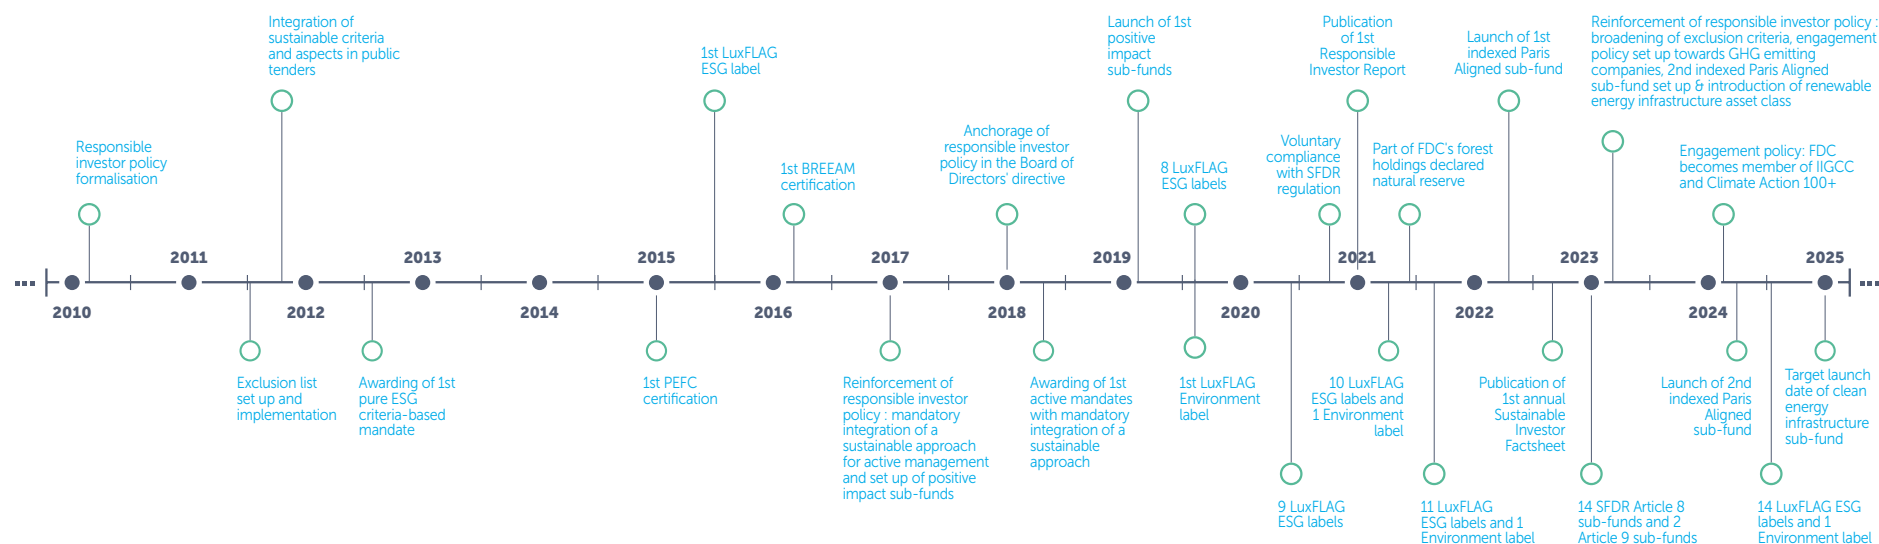 Integration of
sustainable criteria
and aspects in public
tenders
1st LuxFLAG
ESG label
Launch of 1st
positive
impact
sub-funds
Publication
of 1st
Responsible
Investor Report
Launch of 1st
indexed Paris
Aligned sub-fund
Reinforcement of responsible investor policy :
broadening of exclusion criteria, engagement
policy set up towards GHG emitting
companies, 2nd indexed Paris Aligned
sub-fund set up & introduction of renewable
energy infrastructure asset class
Responsible
investor policy
formalisation
1st BREEAM
certification
Anchorage of
responsible investor
policy in the Board of
Directors' directive
8 LuxFLAG
ESG labels
Voluntary
compliance
with SFDR
regulation
Part of FDC's forest
holdings declared
natural reserve
Engagement policy: FDC
becomes member of IIGCC
and Climate Action 100+
2011
2013
2015
2017
2019
2021
2023
2025
2010
2012
2014
2016
2018
2020
2022
2024
Exclusion list
set up and
implementation
Awarding of 1st
pure ESG
criteria-based
mandate
1st PEFC
certification
Reinforcement of
responsible investor
policy : mandatory
integration of a
sustainable approach
for active management
and set up of positive
impact sub-funds
Awarding of 1st
active mandates
with mandatory
integration of a
sustainable
approach
1st LuxFLAG
Environment
label
10 LuxFLAG
ESG labels and
1 Environment
label
Publication of
1st annual
Sustainable
Investor
Factsheet
Launch of 2nd
indexed Paris
Aligned
sub-fund
Target launch
date of clean
energy
infrastructure
sub-fund
9 LuxFLAG
ESG labels
11 LuxFLAG
ESG labels and 1
Environment label
14 SFDR Article 8
sub-funds and 2
Article 9 sub-funds
14 LuxFLAG ESG
labels and 1
Environment label